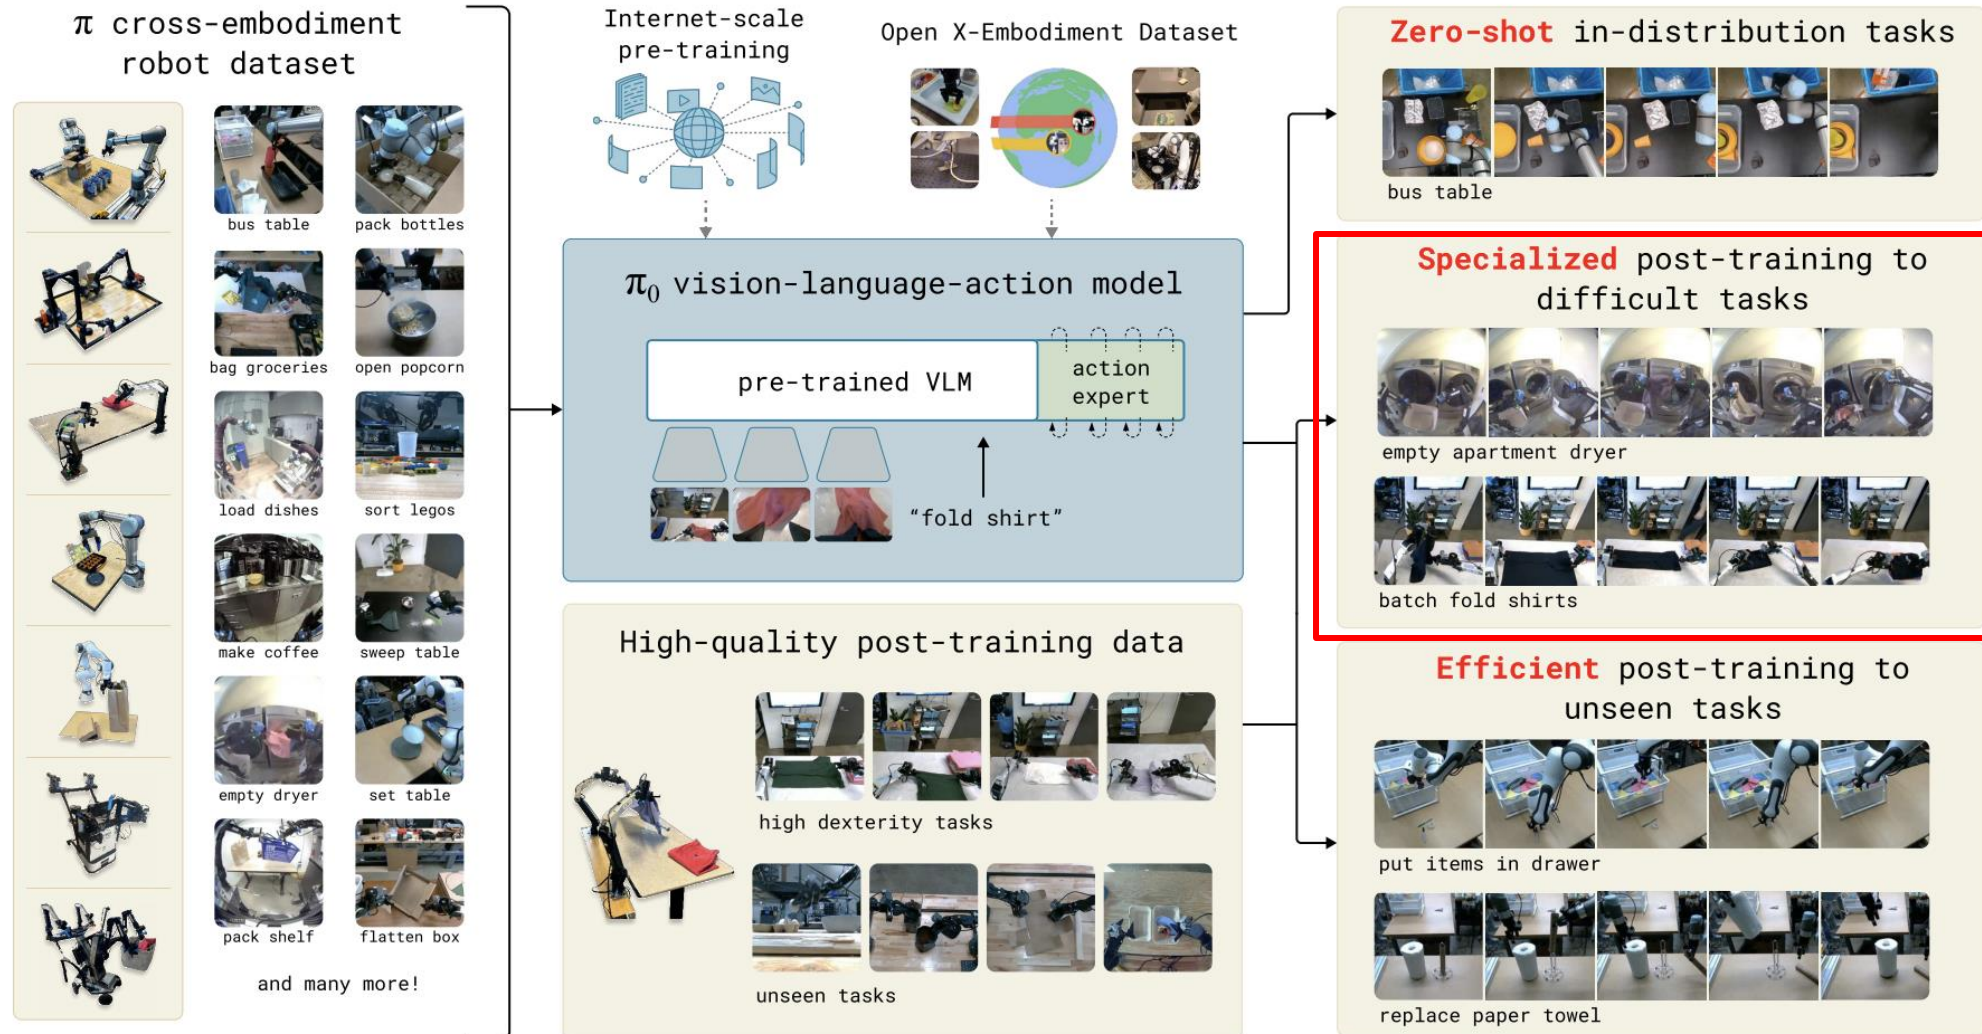 π cross-embodiment
robot dataset
bus table
pack bottles
bag groceries
open popcorn
load dishes
sort legos
make coffee
sweep table
empty dryer
set table
pack shelf
flatten box
and many more!
Internet-scale
pre-training
Open X-Embodiment Dataset
π₀ vision-language-action model
pre-trained VLM
action
expert
“fold shirt”
High-quality post-training data
high dexterity tasks
unseen tasks
Zero-shot in-distribution tasks
bus table
Specialized post-training to
difficult tasks
empty apartment dryer
batch fold shirts
Efficient post-training to
unseen tasks
put items in drawer
replace paper towel